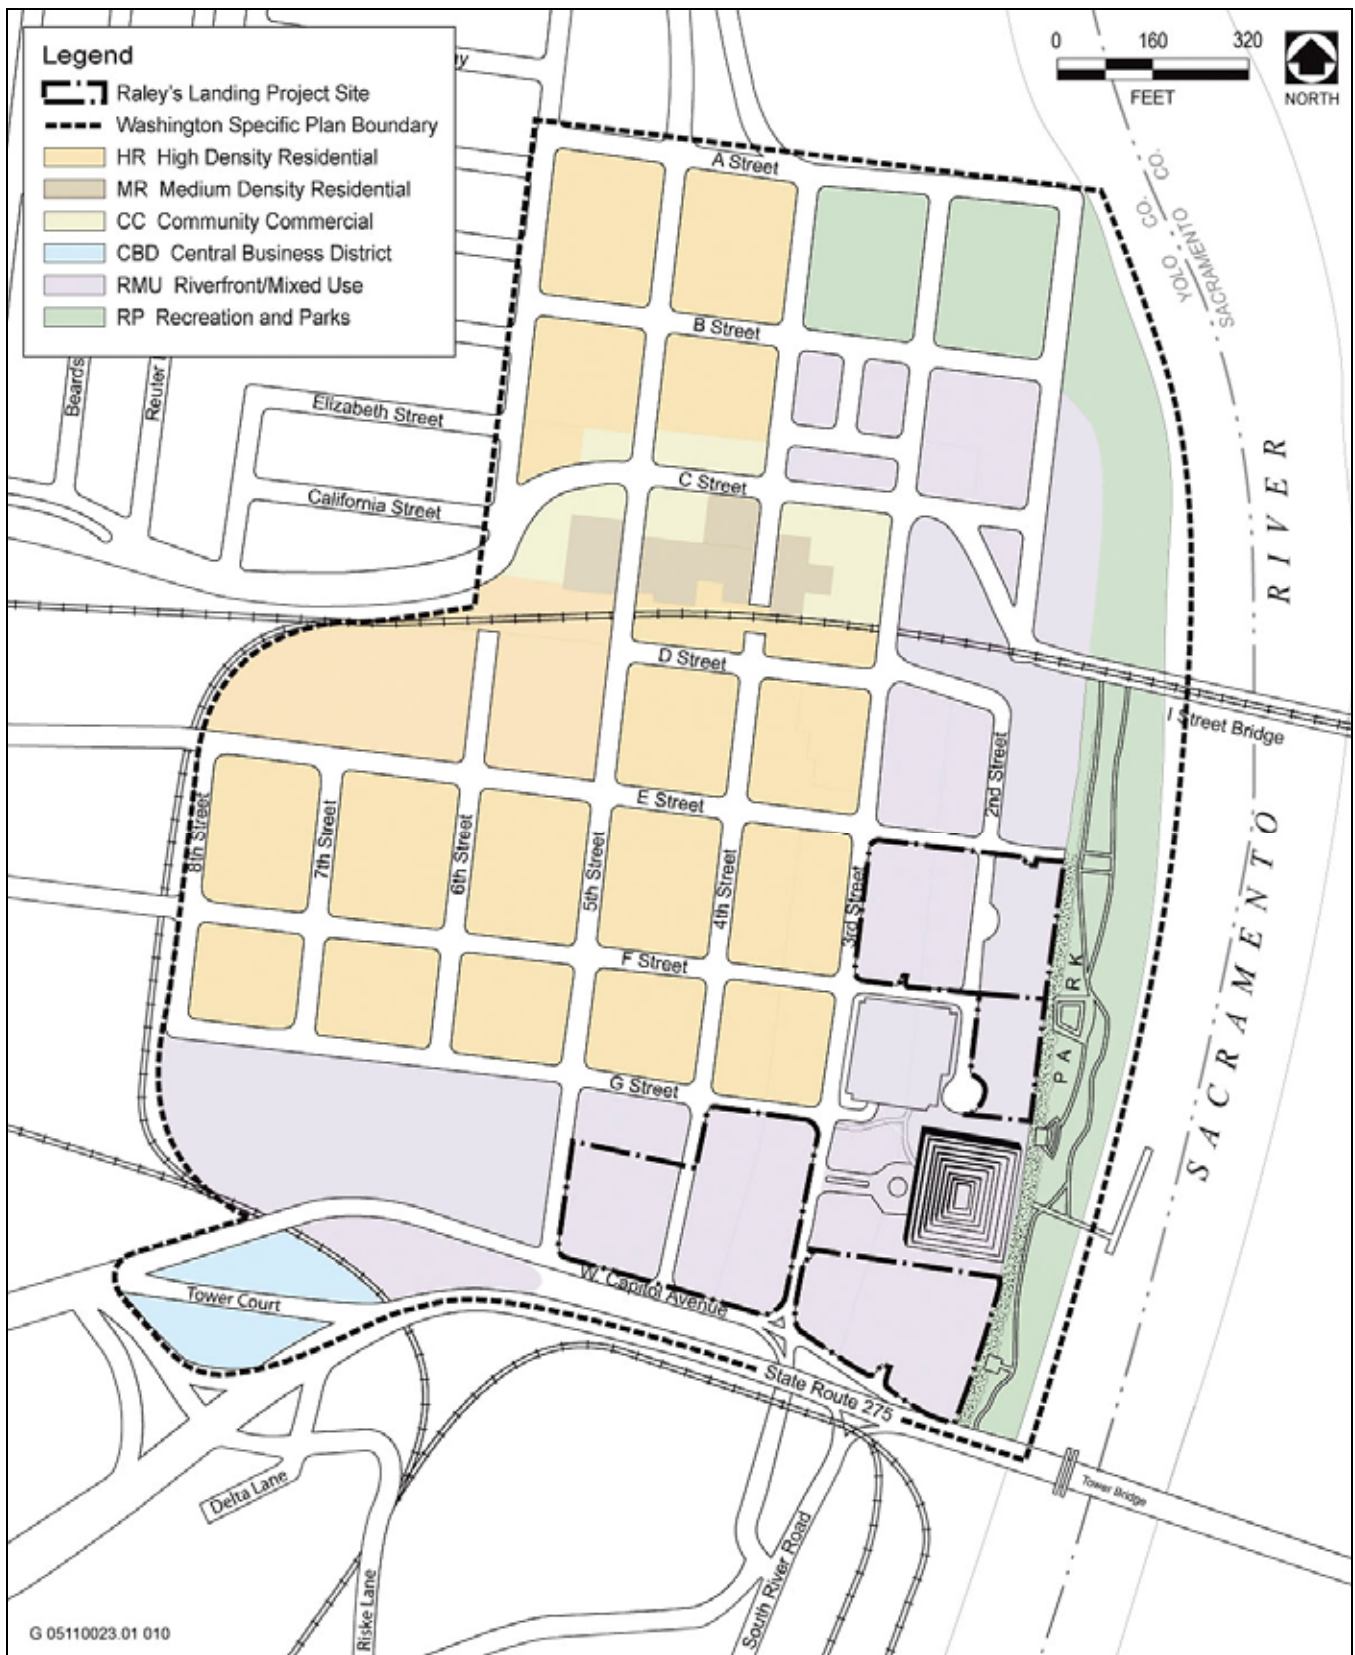 Legend
Raley's Landing Project Site
Washington Specific Plan Boundary
HR High Density Residential
MR Medium Density Residential
CC Community Commercial
CBD Central Business District
RMU Riverfront/Mixed Use
RP Recreation and Parks
0 160 320
FEET
NORTH
A Street
YOLO CO.
SACRAMENTO CO.
B Street
Beards
Reuter
Elizabeth Street
California Street
C Street
SACRAMENTO RIVER
D Street
I Street Bridge
2nd Street
E Street
8th Street
7th Street
6th Street
5th Street
4th Street
3rd Street
F Street
PARK
G Street
W. Capitol Avenue
Tower Court
State Route 275
Tower Bridge
Delta Lane
Riske Lane
South River Road
G 05110023.01 010